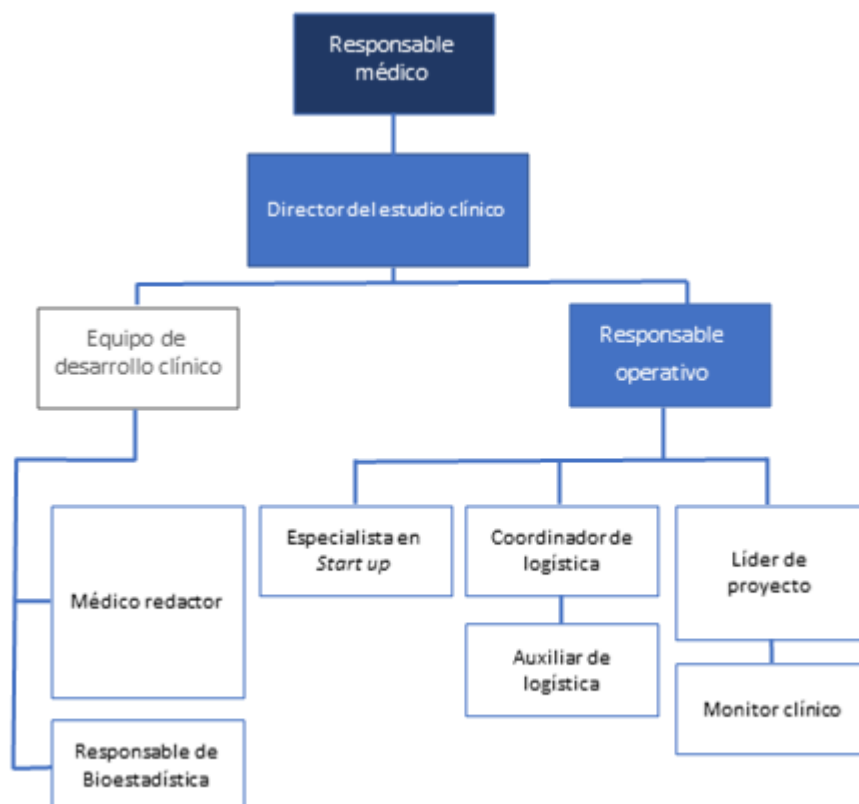 Responsable
médico
Director del estudio clínico
Equipo de
desarrollo clínico
Responsable
operativo
Médico redactor
Responsable de
Bioestadística
Especialista en
Start up
Coordinador de
logística
Auxiliar de
logística
Líder de
proyecto
Monitor clínico